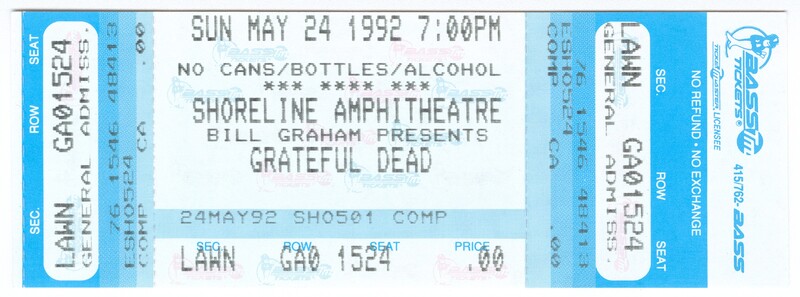 SEC. ROW SEAT
LAWN GA01524
GENERAL ADMISS.
76 1546 48413
ESH0524 CA
COMP .00
SUN MAY 24 1992 7:00PM
NO CANS/BOTTLES/ALCOHOL
*** **** ***
SHORELINE AMPHITHEATRE
BILL GRAHAM PRESENTS
GRATEFUL DEAD
24MAY92 SHO501 COMP
SEC. ROW SEAT PRICE
LAWN GA0 1524 .00
76 1546 48413
ESH0524 CA
COMP .00
LAWN GA01524
GENERAL ADMISS.
SEC. ROW SEAT
NO REFUND • NO EXCHANGE
BASS
TICKETS®
TICKETMASTER LICENSEE
415/762-BASS